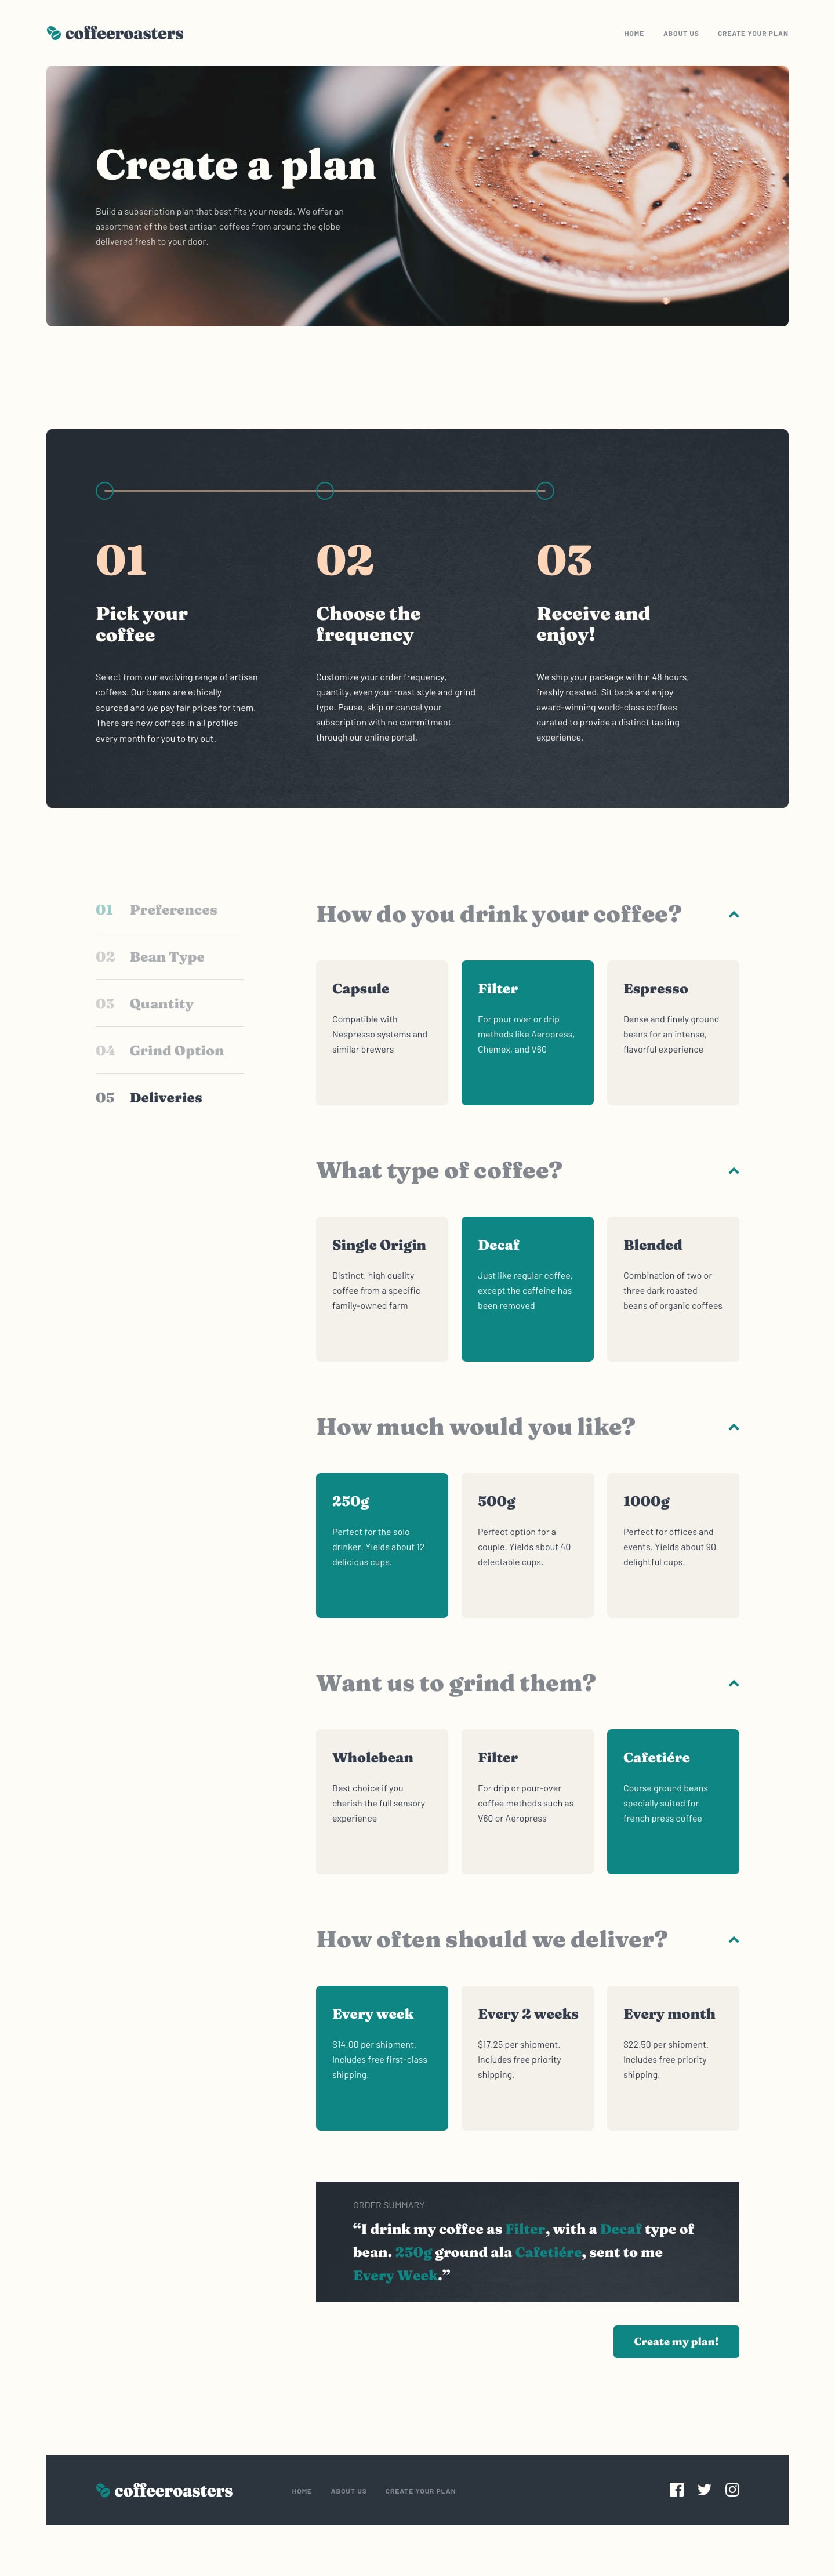 coffeeroasters
HOME ABOUT US CREATE YOUR PLAN
Create a plan
Build a subscription plan that best fits your needs. We offer an
assortment of the best artisan coffees from around the globe
delivered fresh to your door.
01
Pick your
coffee
Select from our evolving range of artisan
coffees. Our beans are ethically
sourced and we pay fair prices for them.
There are new coffees in all profiles
every month for you to try out.
02
Choose the
frequency
Customize your order frequency,
quantity, even your roast style and grind
type. Pause, skip or cancel your
subscription with no commitment
through our online portal.
03
Receive and
enjoy!
We ship your package within 48 hours,
freshly roasted. Sit back and enjoy
award-winning world-class coffees
curated to provide a distinct tasting
experience.
01 Preferences
02 Bean Type
03 Quantity
04 Grind Option
05 Deliveries
How do you drink your coffee?
Capsule
Compatible with
Nespresso systems and
similar brewers
Filter
For pour over or drip
methods like Aeropress,
Chemex, and V60
Espresso
Dense and finely ground
beans for an intense,
flavorful experience
What type of coffee?
Single Origin
Distinct, high quality
coffee from a specific
family-owned farm
Decaf
Just like regular coffee,
except the caffeine has
been removed
Blended
Combination of two or
three dark roasted
beans of organic coffees
How much would you like?
250g
Perfect for the solo
drinker. Yields about 12
delicious cups.
500g
Perfect option for a
couple. Yields about 40
delectable cups.
1000g
Perfect for offices and
events. Yields about 90
delightful cups.
Want us to grind them?
Wholebean
Best choice if you
cherish the full sensory
experience
Filter
For drip or pour-over
coffee methods such as
V60 or Aeropress
Cafetiére
Course ground beans
specially suited for
french press coffee
How often should we deliver?
Every week
$14.00 per shipment.
Includes free first-class
shipping.
Every 2 weeks
$17.25 per shipment.
Includes free priority
shipping.
Every month
$22.50 per shipment.
Includes free priority
shipping.
ORDER SUMMARY
“I drink my coffee as Filter, with a Decaf type of
bean. 250g ground ala Cafetiére, sent to me
Every Week.”
Create my plan!
coffeeroasters
HOME ABOUT US CREATE YOUR PLAN